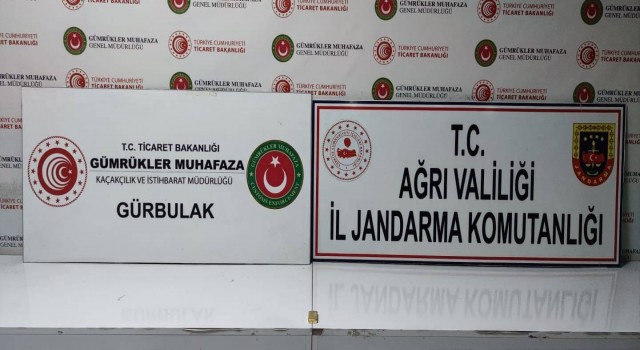 TÜRKİYE CUMHURİYETİ
TİCARET BAKANLIĞI
GÜMRÜKLER MUHAFAZA
GENEL MÜDÜRLÜĞÜ
T.C. TİCARET BAKANLIĞI
GÜMRÜKLER MUHAFAZA
KAÇAKÇILIK VE İSTİHBARAT MÜDÜRLÜĞÜ
GÜRBULAK
T.C.
AĞRI VALİLİĞİ
İL JANDARMA KOMUTANLIĞI